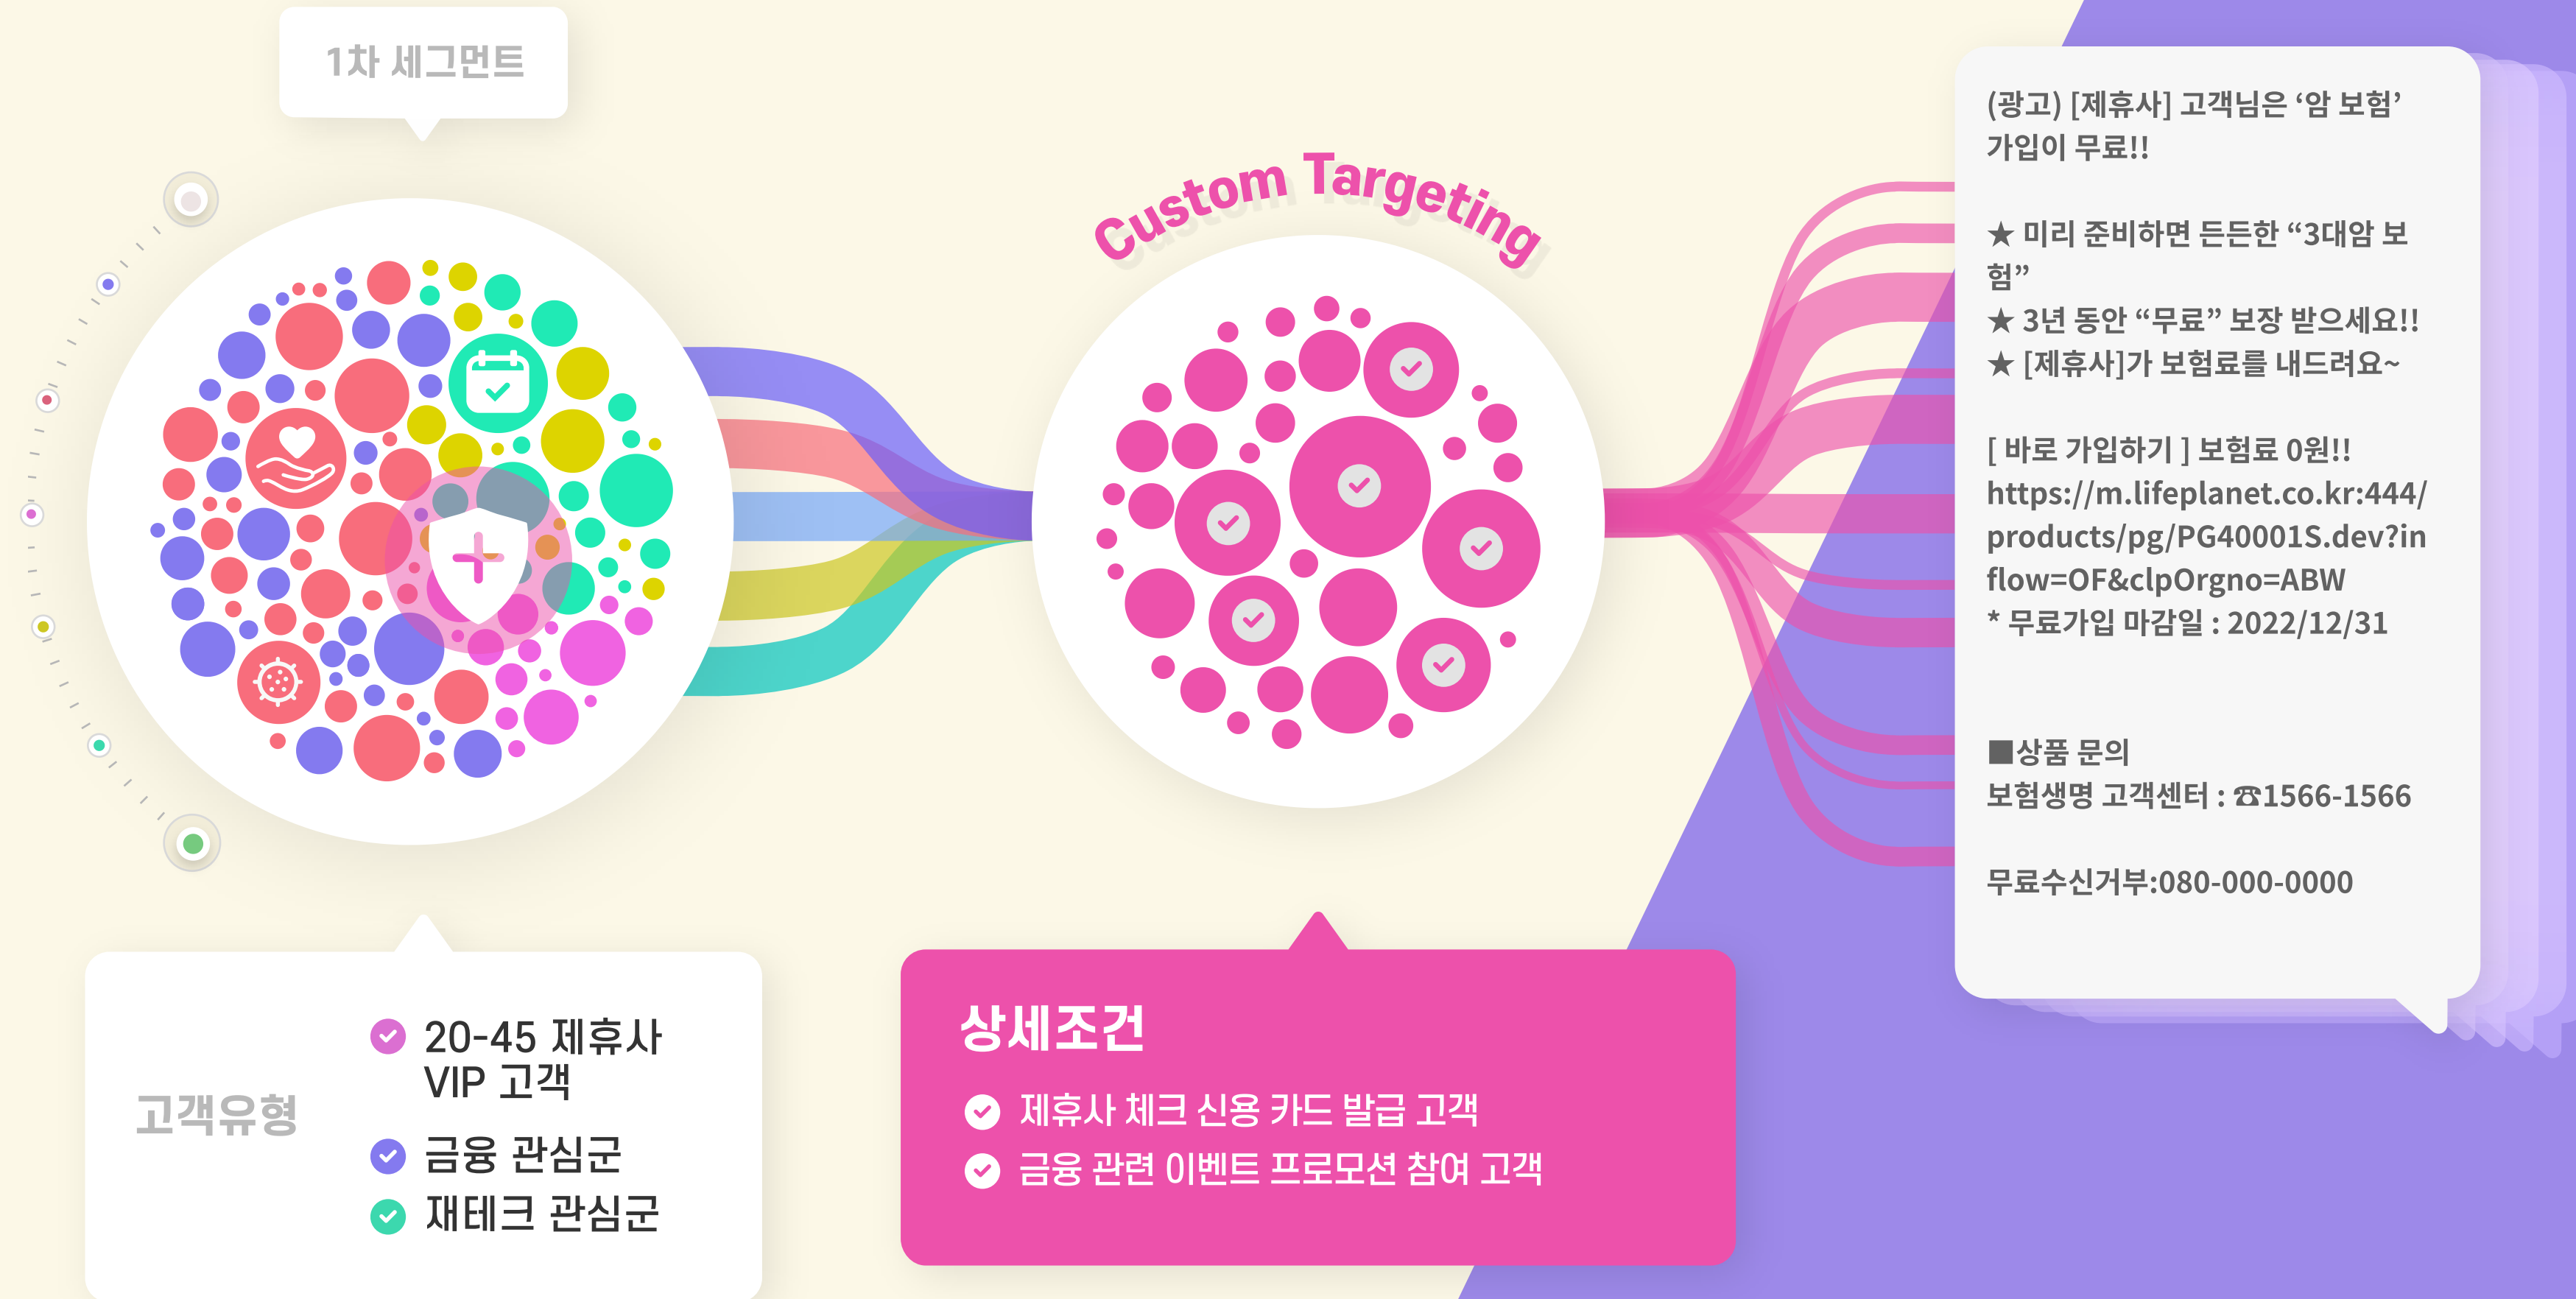 1차 세그먼트
Custom Targeting
고객유형
20-45 제휴사
VIP 고객
금융 관심군
재테크 관심군
상세조건
제휴사 체크 신용 카드 발급 고객
금융 관련 이벤트 프로모션 참여 고객
(광고) [제휴사] 고객님은 ‘암 보험’
가입이 무료!!
★ 미리 준비하면 든든한 “3대암 보
험”
★ 3년 동안 “무료” 보장 받으세요!!
★ [제휴사]가 보험료를 내드려요~
[ 바로 가입하기 ] 보험료 0원!!
https://m.lifeplanet.co.kr:444/
products/pg/PG40001S.dev?in
flow=OF&clpOrgno=ABW
* 무료가입 마감일 : 2022/12/31
■상품 문의
보험생명 고객센터 : ☎1566-1566
무료수신거부:080-000-0000